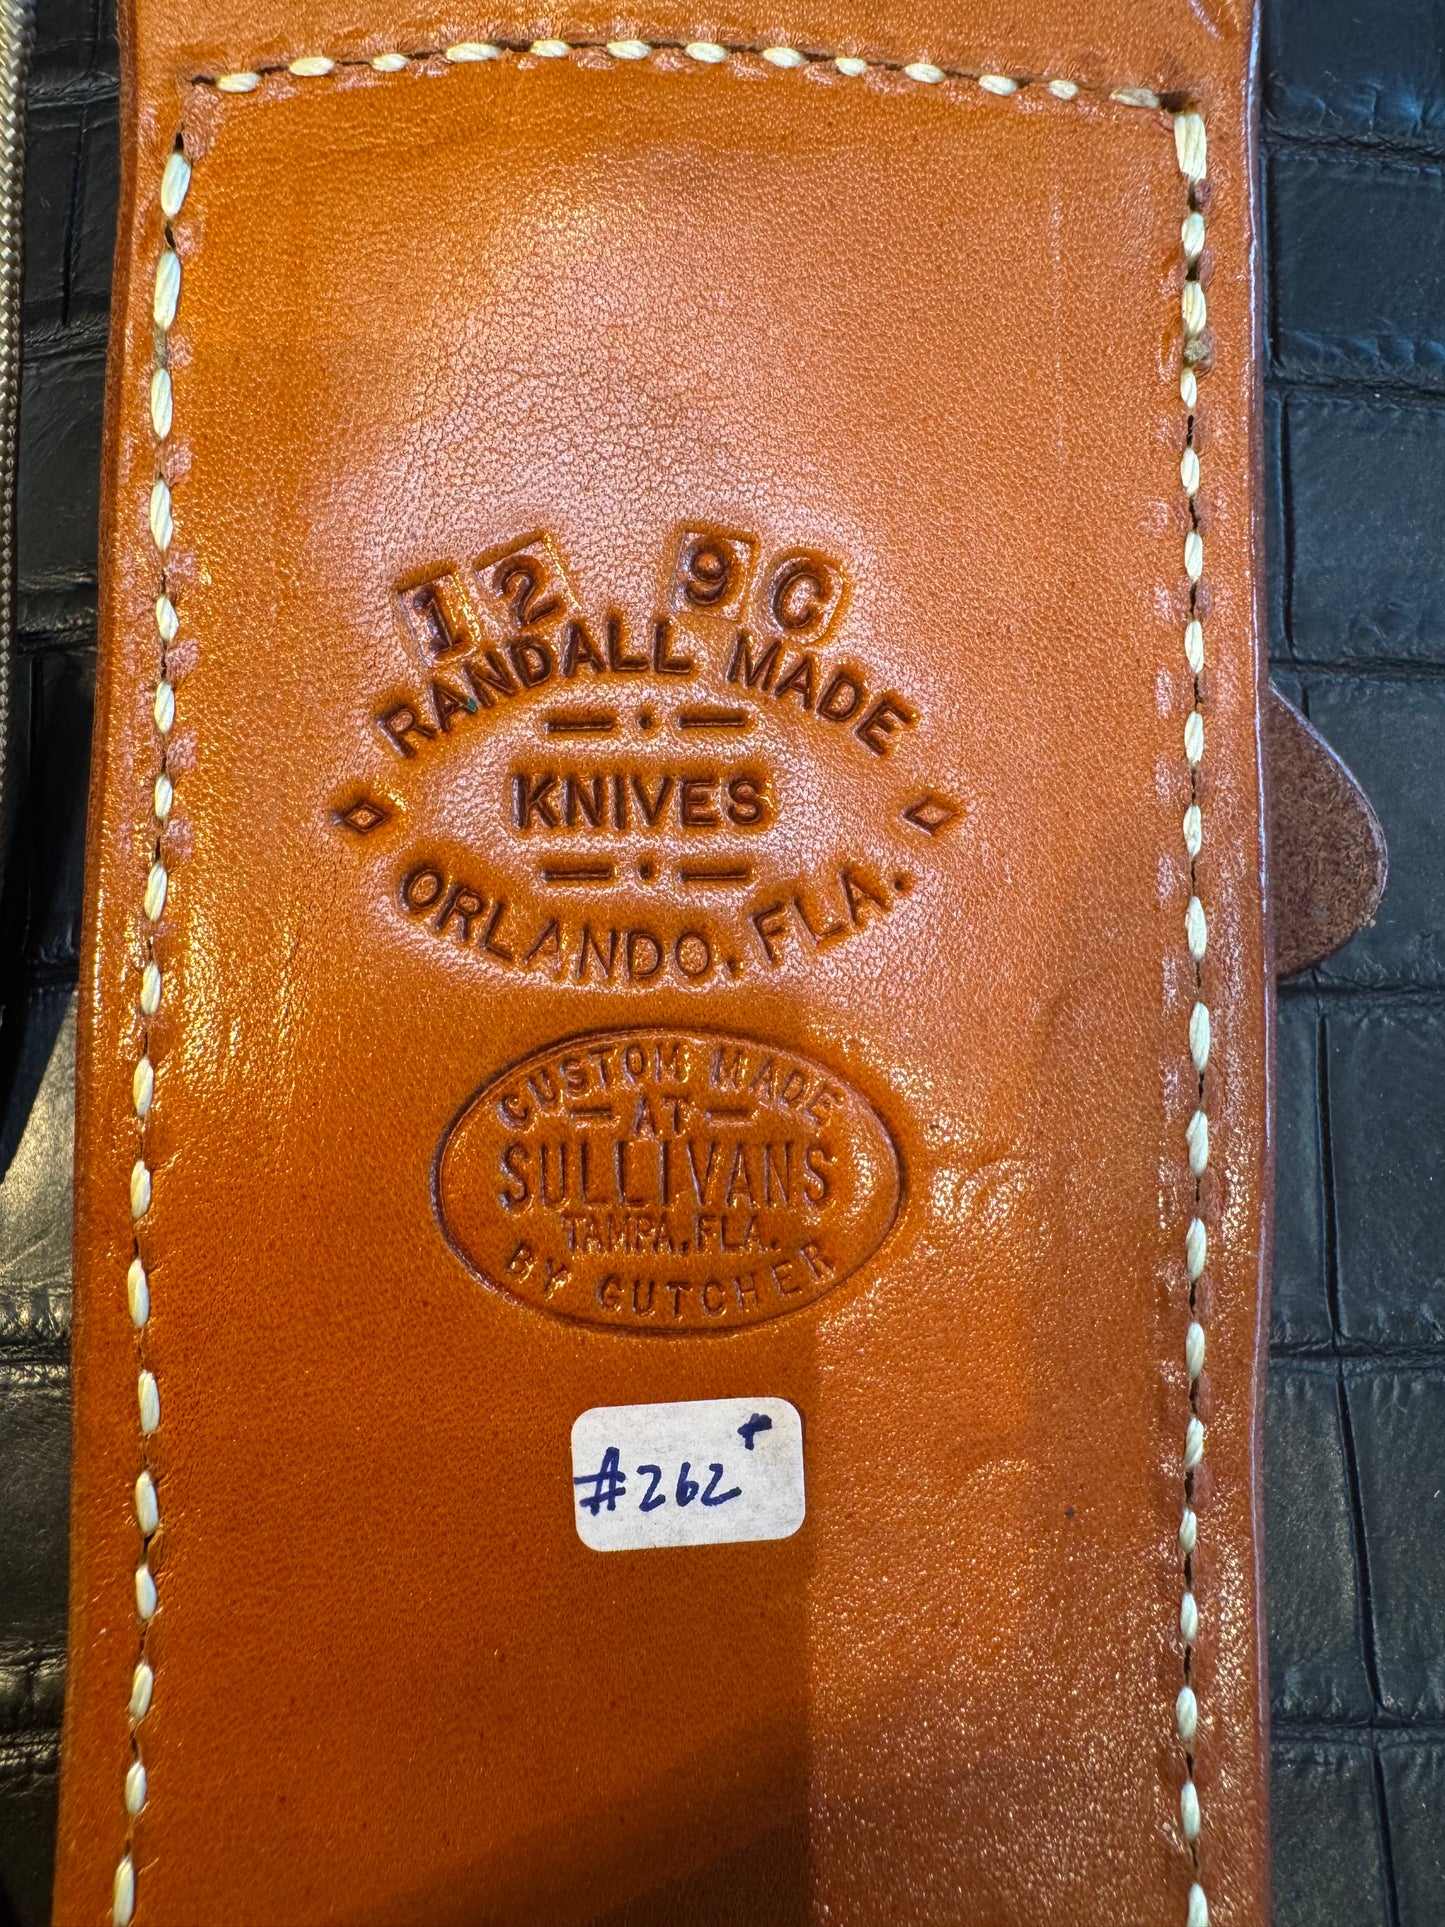 12 9C
RANDALL MADE
KNIVES
ORLANDO, FLA.
CUSTOM MADE
AT
SULLIVANS
TAMPA, FLA.
BY GUTCHER
#262+